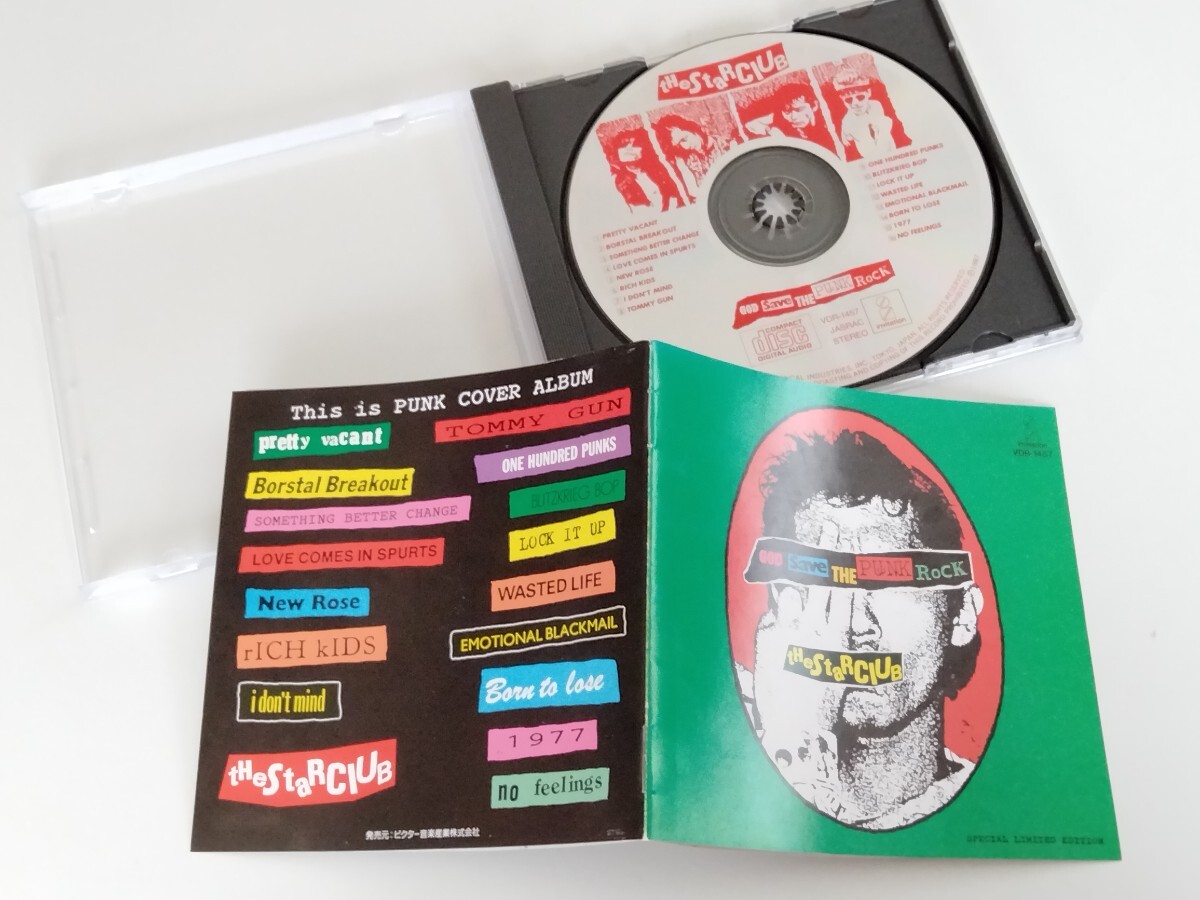 tHeStaRCLUB
ONE HUNDRED PUNKS
BLITZKRIEG BOP
LOCK IT UP
WASTED LIFE
EMOTIONAL BLACKMAIL
BORN TO LOSE
1977
NO FEELINGS
PRETTY VACANT
BORSTAL BREAKOUT
SOMETHING BETTER CHANGE
LOVE COMES IN SPURTS
NEW ROSE
RICH KIDS
I DON'T MIND
TOMMY GUN
GOD Save THE PUNK RoCK
COMPACT
disc
DIGITAL AUDIO
VDR-1457
JASRAC
STEREO
This is PUNK COVER ALBUM
pretty vacant
Borstal Breakout
SOMETHING BETTER CHANGE
LOVE COMES IN SPURTS
New Rose
rICH kIDS
i don't mind
tHeStaRCLUB
TOMMY GUN
ONE HUNDRED PUNKS
BLITZKRIEG BOP
LOCK IT UP
WASTED LIFE
EMOTIONAL BLACKMAIL
Born to lose
1977
no feelings
発売元:ビクター音楽産業株式会社
VDR-1457
GOD Save THE PUNK RoCK
tHeStaRCLUB
SPECIAL LIMITED EDITION